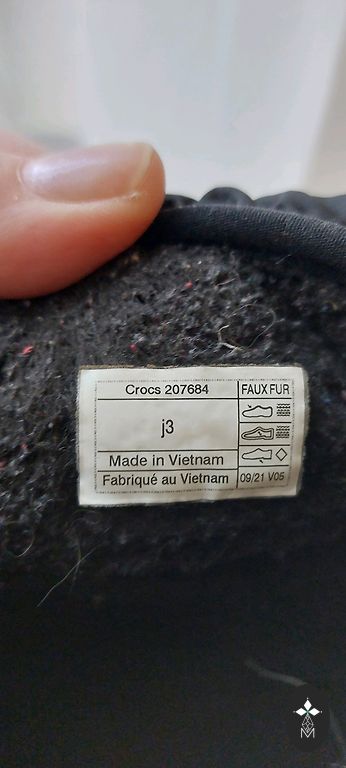 Crocs 207684
FAUX FUR
j3
Made in Vietnam
Fabriqué au Vietnam
09/21 V05
M